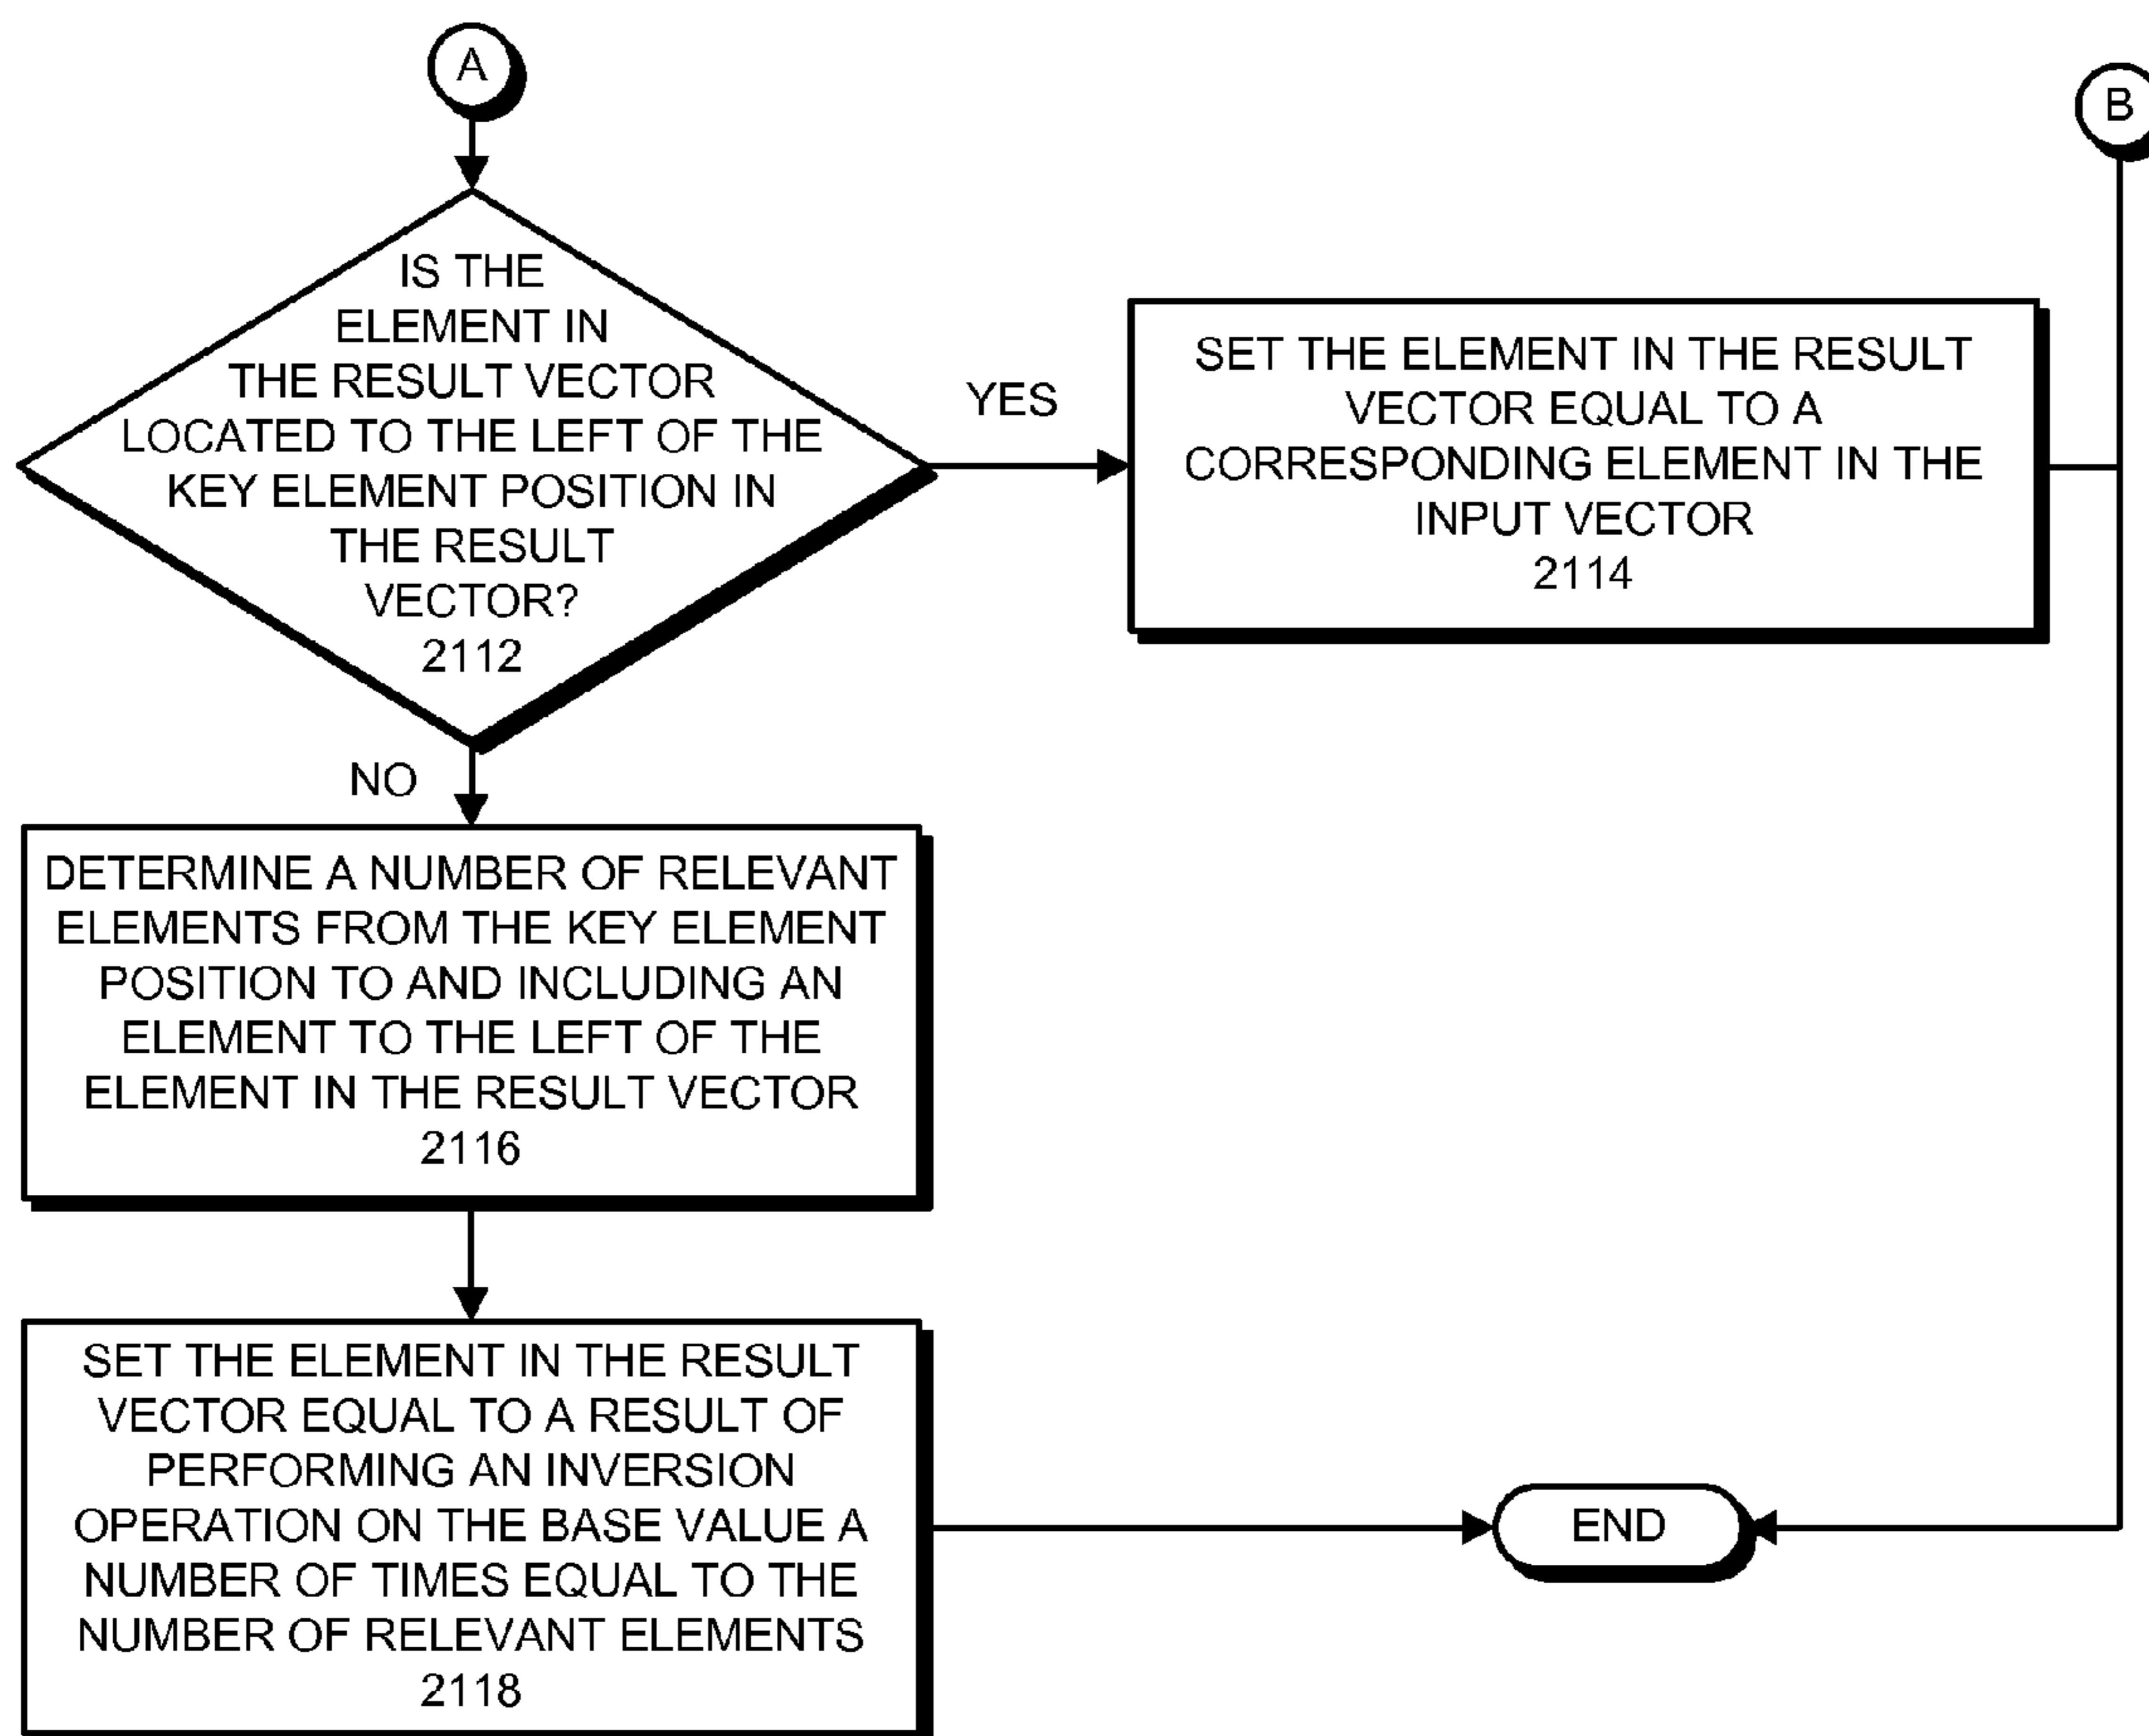 A
B
IS THE
ELEMENT IN
THE RESULT VECTOR
LOCATED TO THE LEFT OF THE
KEY ELEMENT POSITION IN
THE RESULT
VECTOR?
2112
YES
SET THE ELEMENT IN THE RESULT
VECTOR EQUAL TO A
CORRESPONDING ELEMENT IN THE
INPUT VECTOR
2114
NO
DETERMINE A NUMBER OF RELEVANT
ELEMENTS FROM THE KEY ELEMENT
POSITION TO AND INCLUDING AN
ELEMENT TO THE LEFT OF THE
ELEMENT IN THE RESULT VECTOR
2116
SET THE ELEMENT IN THE RESULT
VECTOR EQUAL TO A RESULT OF
PERFORMING AN INVERSION
OPERATION ON THE BASE VALUE A
NUMBER OF TIMES EQUAL TO THE
NUMBER OF RELEVANT ELEMENTS
2118
END